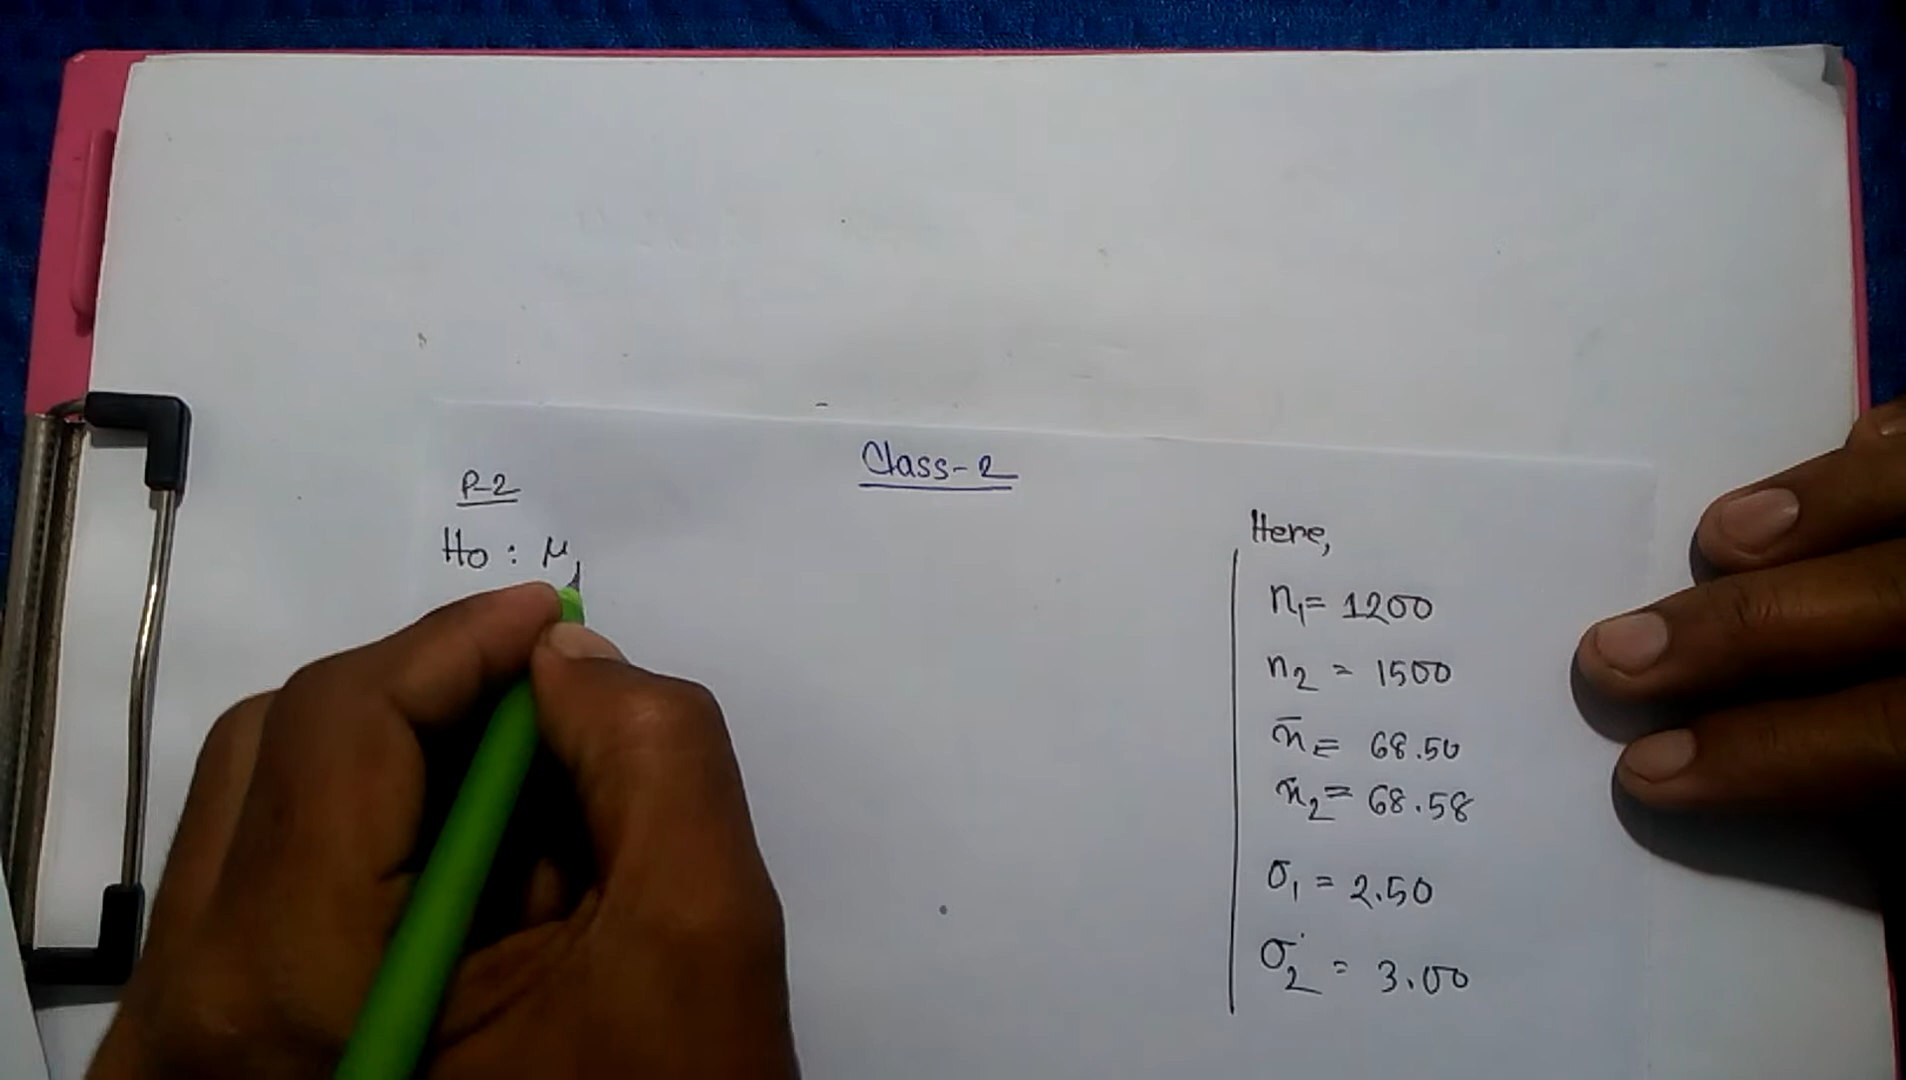 Class-2
P-2
Ho : μ
Here,
n₁= 1200
n₂ = 1500
n̄₁= 68.50
n̄₂= 68.58
σ₁ = 2.50
σ₂ = 3.00